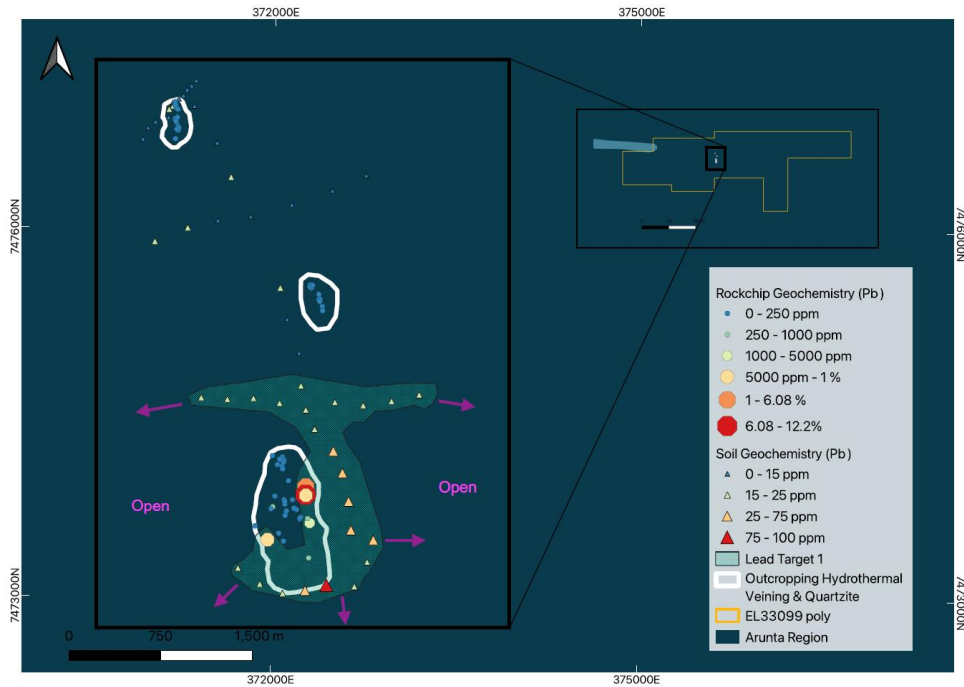 372000E
375000E
7476000N
7476000N
Rockchip Geochemistry (Pb)
0 - 250 ppm
250 - 1000 ppm
1000 - 5000 ppm
5000 ppm - 1 %
1 - 6.08 %
6.08 - 12.2%
Soil Geochemistry (Pb)
0 - 15 ppm
15 - 25 ppm
25 - 75 ppm
75 - 100 ppm
Lead Target 1
Outcropping Hydrothermal
Veining & Quartzite
EL33099 poly
Arunta Region
Open
Open
7473000N
7473000N
0 750 1,500 m
372000E
375000E